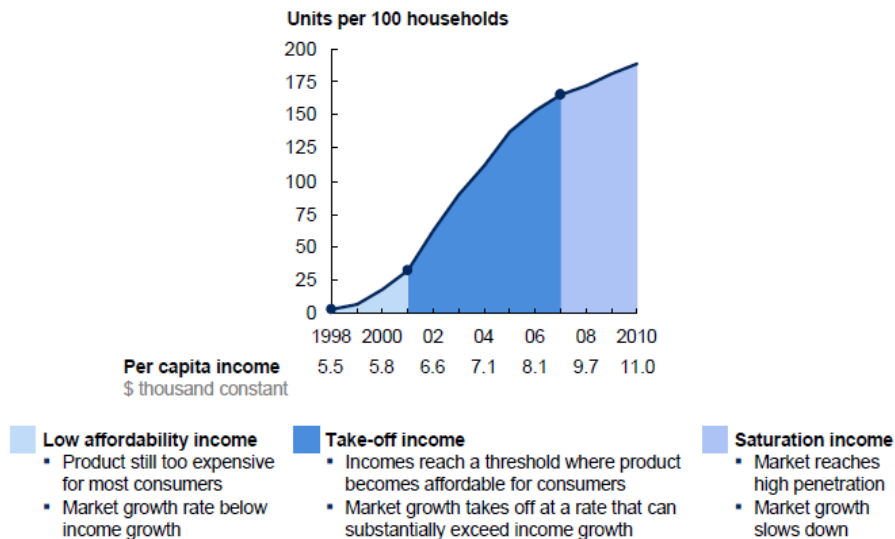 Units per 100 households
200
175
150
125
100
75
50
25
0
1998 2000 02 04 06 08 2010
Per capita income 5.5 5.8 6.6 7.1 8.1 9.7 11.0
$ thousand constant
Low affordability income
▪ Product still too expensive
for most consumers
▪ Market growth rate below
income growth
Take-off income
▪ Incomes reach a threshold where product
becomes affordable for consumers
▪ Market growth takes off at a rate that can
substantially exceed income growth
Saturation income
▪ Market reaches
high penetration
▪ Market growth
slows down